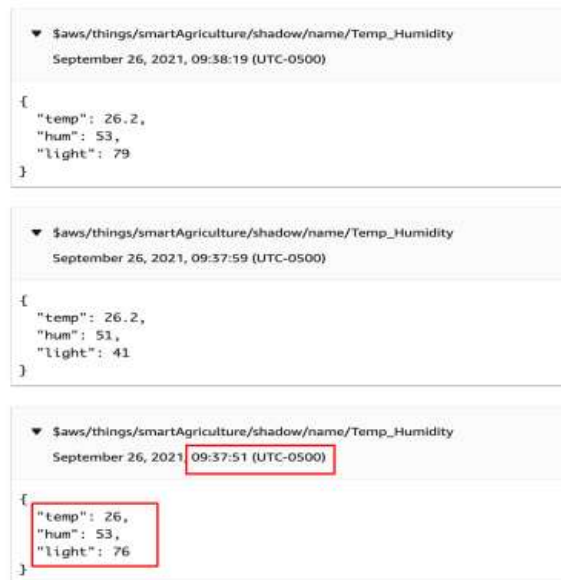 ▼ $aws/things/smartAgriculture/shadow/name/Temp_Humidity
September 26, 2021, 09:38:19 (UTC-0500)
{
"temp": 26.2,
"hum": 53,
"light": 79
}
▼ $aws/things/smartAgriculture/shadow/name/Temp_Humidity
September 26, 2021, 09:37:59 (UTC-0500)
{
"temp": 26.2,
"hum": 51,
"light": 41
}
▼ $aws/things/smartAgriculture/shadow/name/Temp_Humidity
September 26, 2021, 09:37:51 (UTC-0500)
{
"temp": 26,
"hum": 53,
"light": 76
}